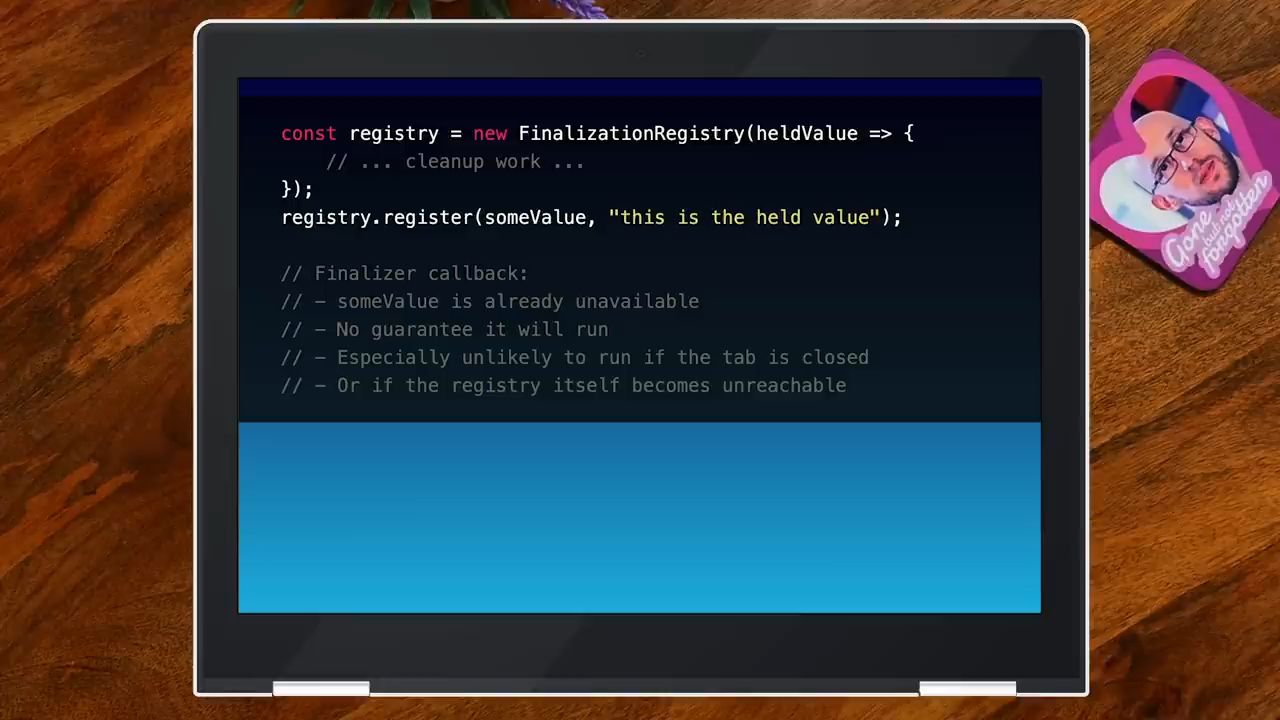 const registry = new FinalizationRegistry(heldValue => {
    // ... cleanup work ...
});
registry.register(someValue, "this is the held value");
// Finalizer callback:
// – someValue is already unavailable
// – No guarantee it will run
// – Especially unlikely to run if the tab is closed
// – Or if the registry itself becomes unreachable
Gone
but not
forgotten